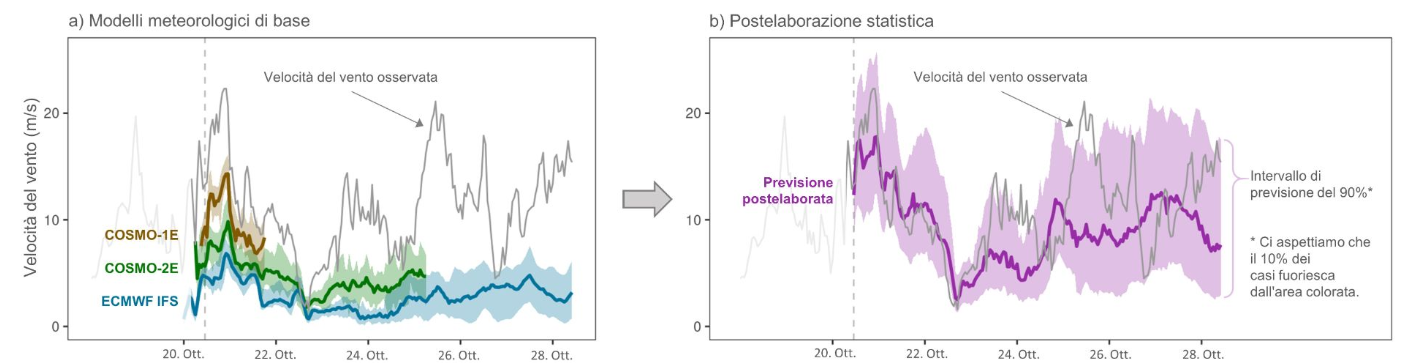 a) Modelli meteorologici di base
Velocità del vento (m/s)
20
10
0
Velocità del vento osservata
COSMO-1E
COSMO-2E
ECMWF IFS
20. Ott.
22. Ott.
24. Ott.
26. Ott.
28. Ott.
b) Postelaborazione statistica
20
10
0
Velocità del vento osservata
Previsione
postelaborata
Intervallo di
previsione del 90%*
* Ci aspettiamo che
il 10% dei
casi fuoriesca
dall'area colorata.
20. Ott.
22. Ott.
24. Ott.
26. Ott.
28. Ott.